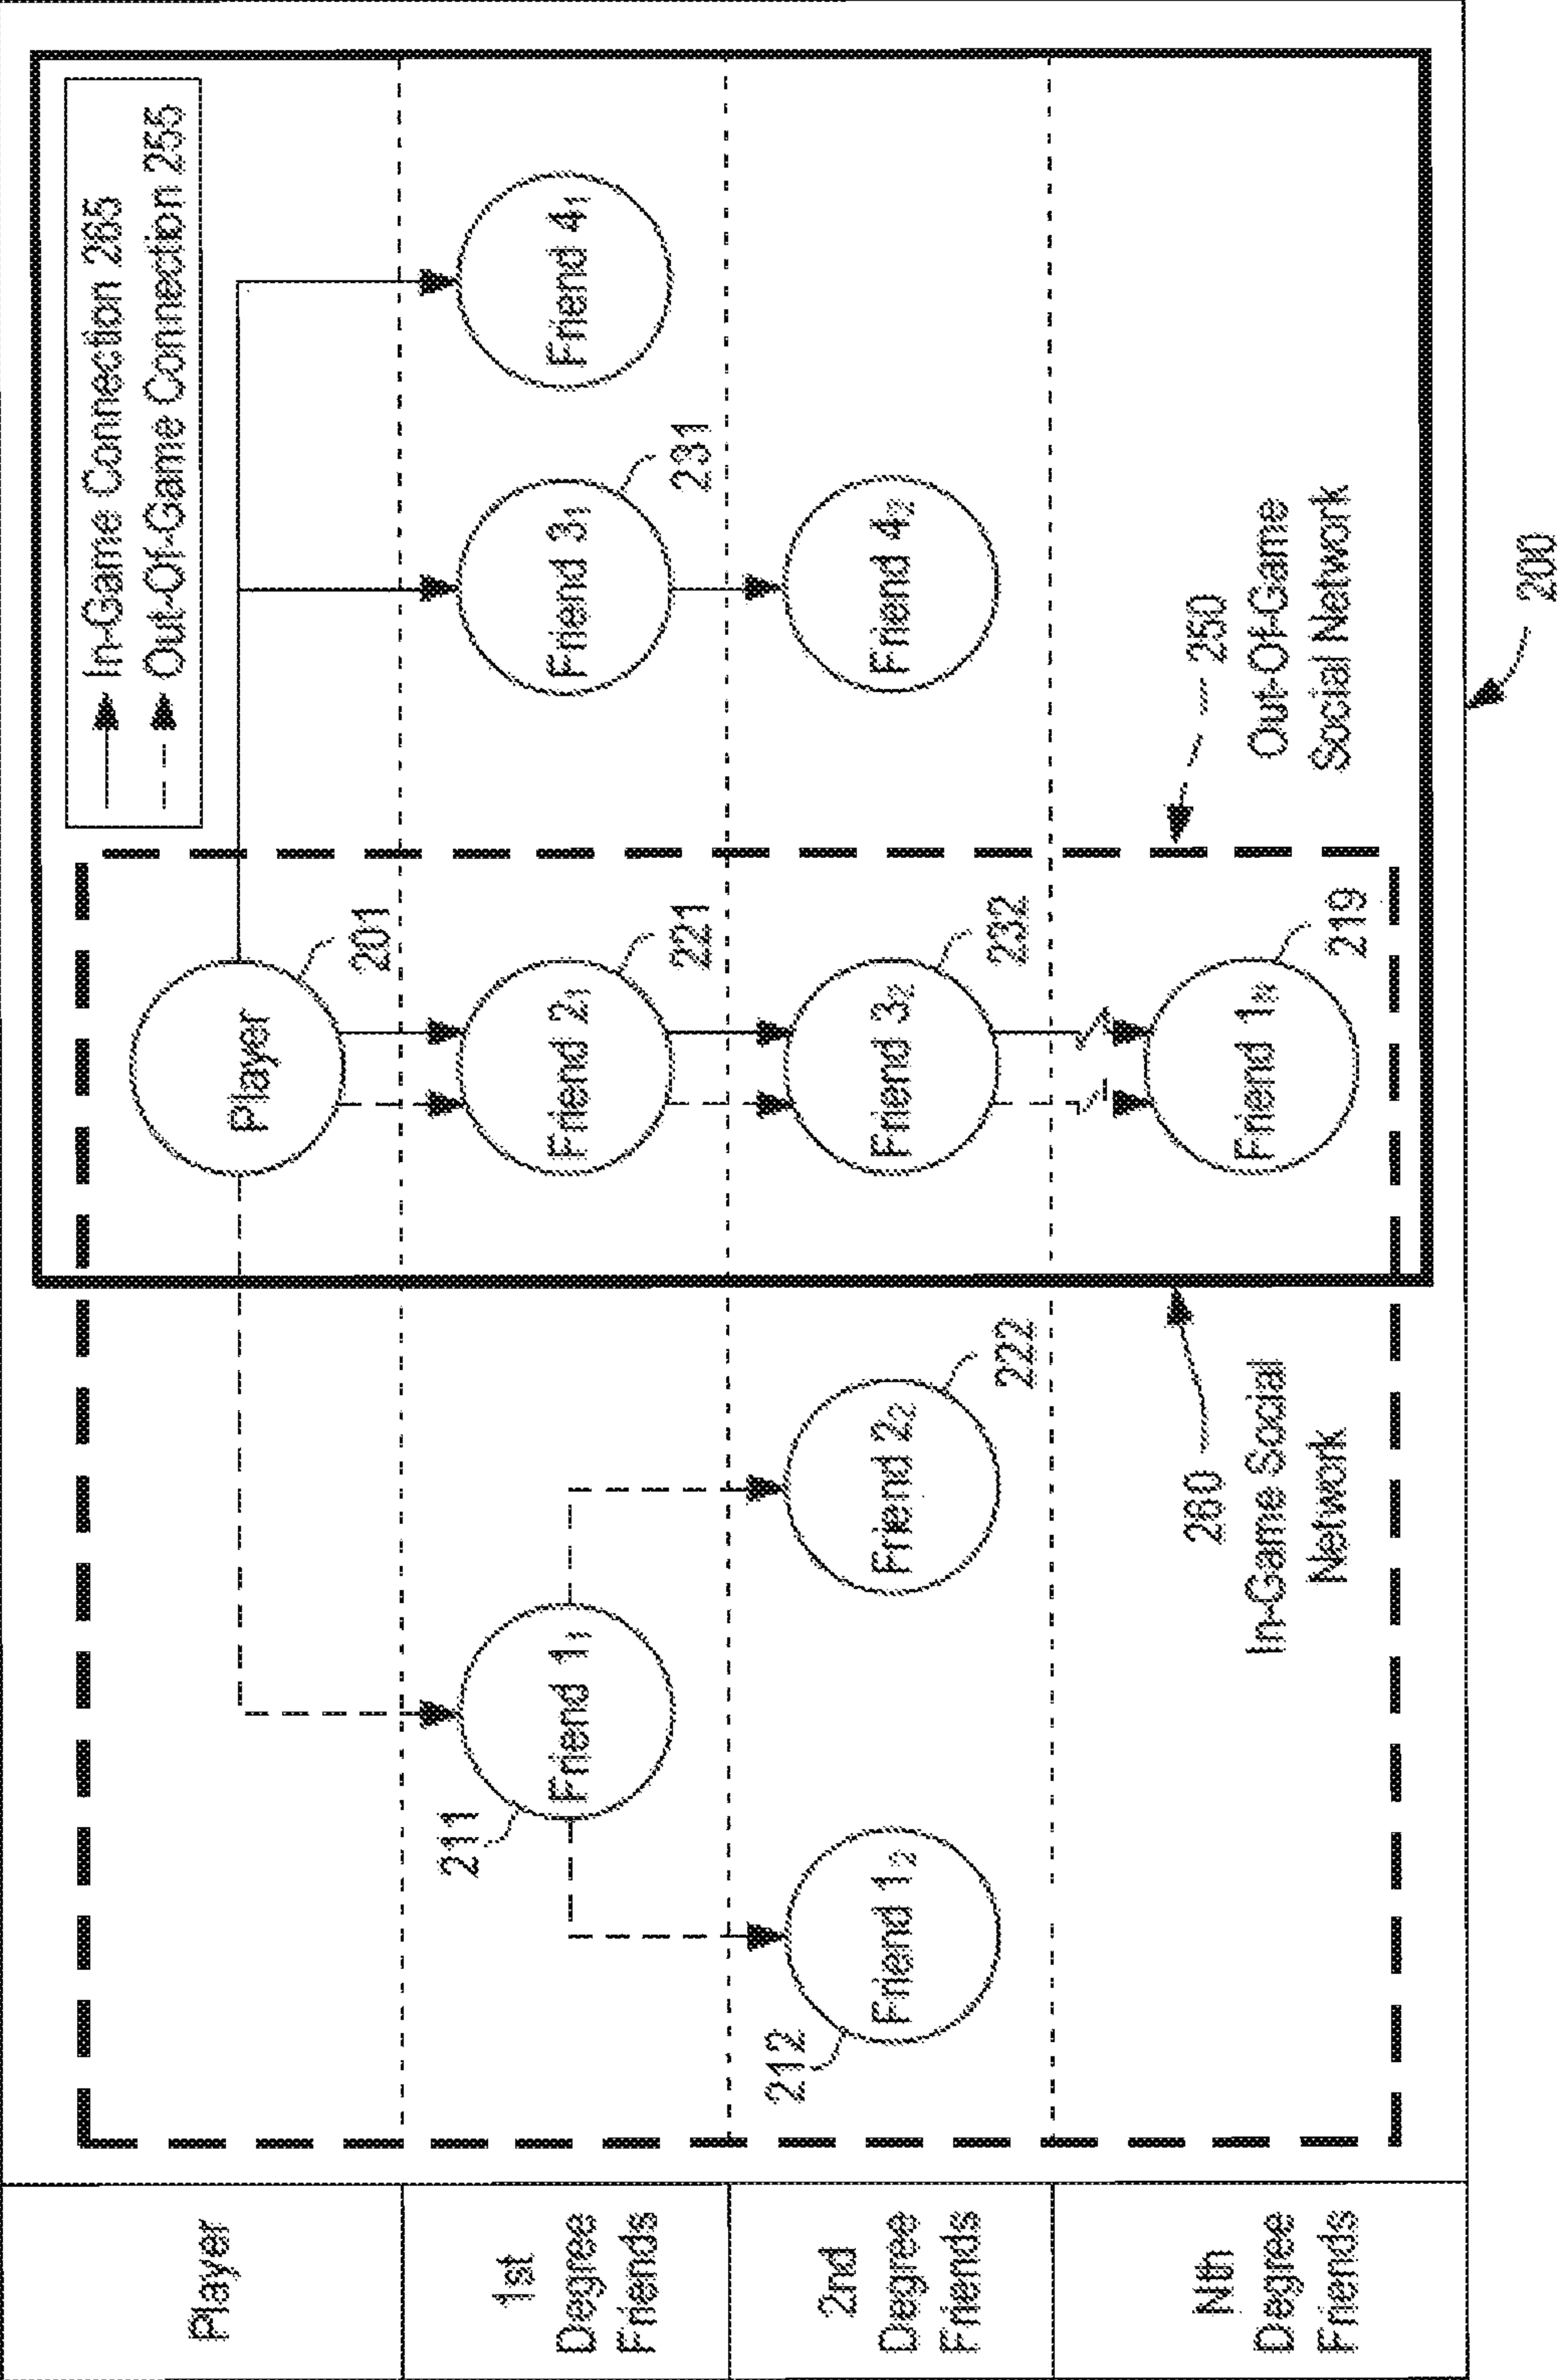 Player
1st
Degree
Friends
2nd
Degree
Friends
Nth
Degree
Friends
In-Game Connection 265
Out-Of-Game Connection 255
Player
201
211
Friend 1₁
Friend 2₁
221
Friend 3₁
231
Friend 4₁
212
Friend 1₂
Friend 2₂
222
Friend 3₂
232
Friend 4₂
260
In-Game Social
Network
Friend 1N
219
250
Out-Of-Game
Social Network
200